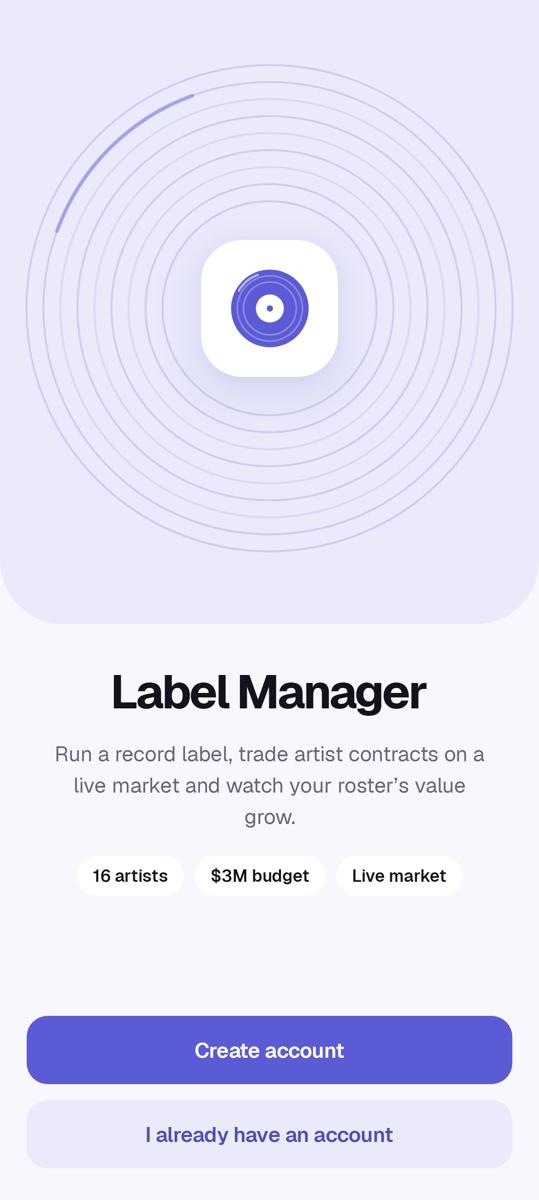 Label Manager
Run a record label, trade artist contracts on a
live market and watch your roster’s value
grow.
16 artists
$3M budget
Live market
Create account
I already have an account